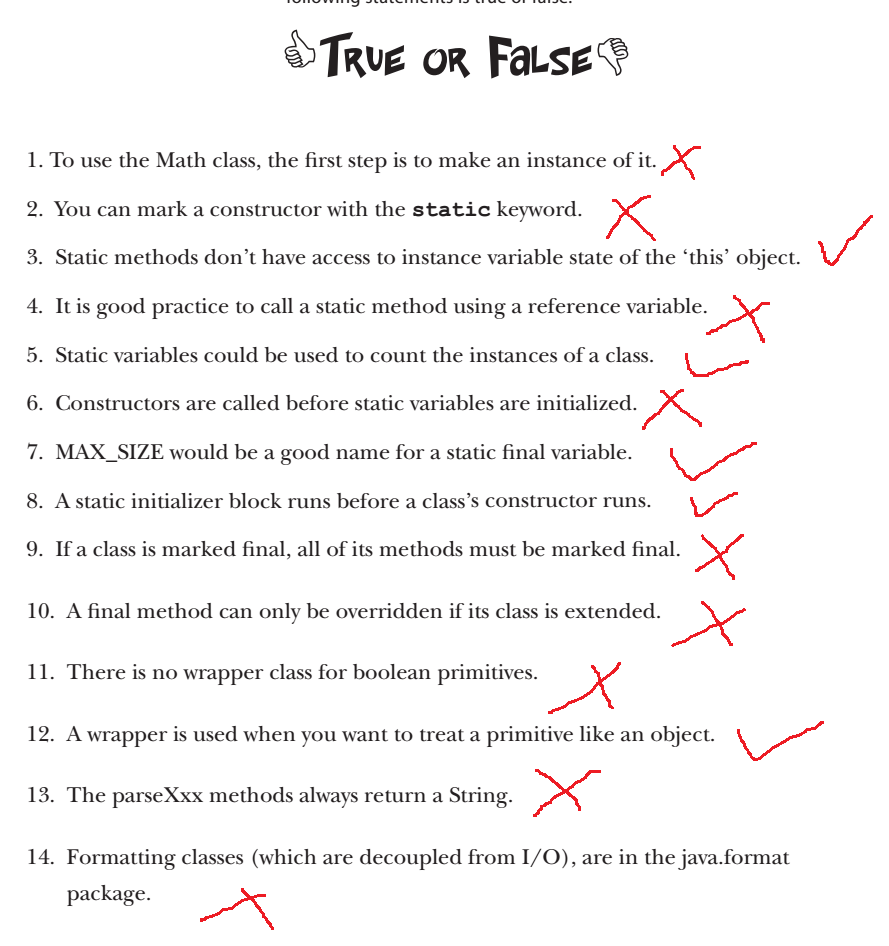 following statements is true or false.
TRUE OR FALSE
1. To use the Math class, the first step is to make an instance of it.
2. You can mark a constructor with the static keyword.
3. Static methods don’t have access to instance variable state of the ‘this’ object.
4. It is good practice to call a static method using a reference variable.
5. Static variables could be used to count the instances of a class.
6. Constructors are called before static variables are initialized.
7. MAX_SIZE would be a good name for a static final variable.
8. A static initializer block runs before a class’s constructor runs.
9. If a class is marked final, all of its methods must be marked final.
10. A final method can only be overridden if its class is extended.
11. There is no wrapper class for boolean primitives.
12. A wrapper is used when you want to treat a primitive like an object.
13. The parseXxx methods always return a String.
14. Formatting classes (which are decoupled from I/O), are in the java.format
package.